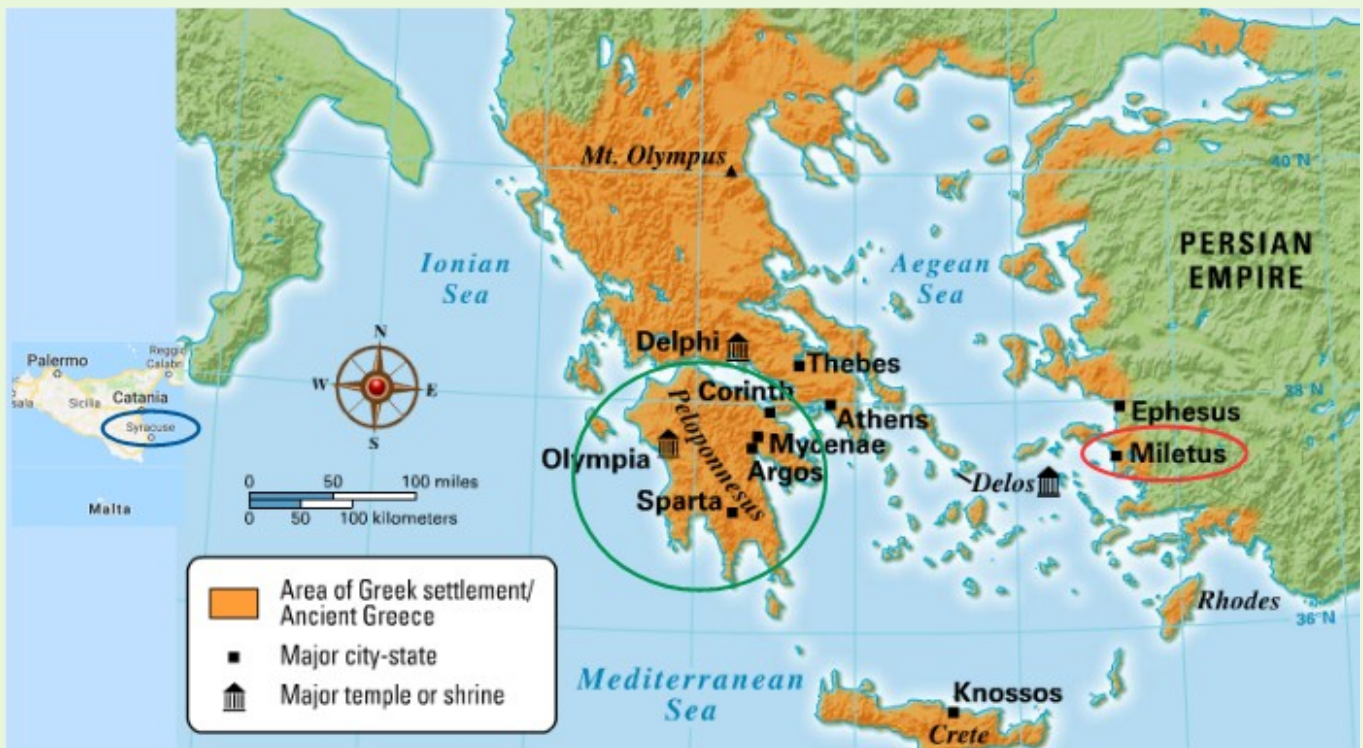 Mt. Olympus
40°N
PERSIAN
EMPIRE
Ionian
Sea
Aegean
Sea
Delphi
Thebes
Palermo
Reggio
Calabr
N
W
E
S
Corinth
38°N
Sicilia
Catania
Athens
Ephesus
Syracuse
Mycenae
Olympia
Peloponnesus
Argos
Miletus
Delos
0 50 100 miles
0 50 100 kilometers
Sparta
Malta
Area of Greek settlement/
Ancient Greece
Major city-state
Major temple or shrine
Rhodes
36°N
Mediterranean
Sea
Knossos
Crete